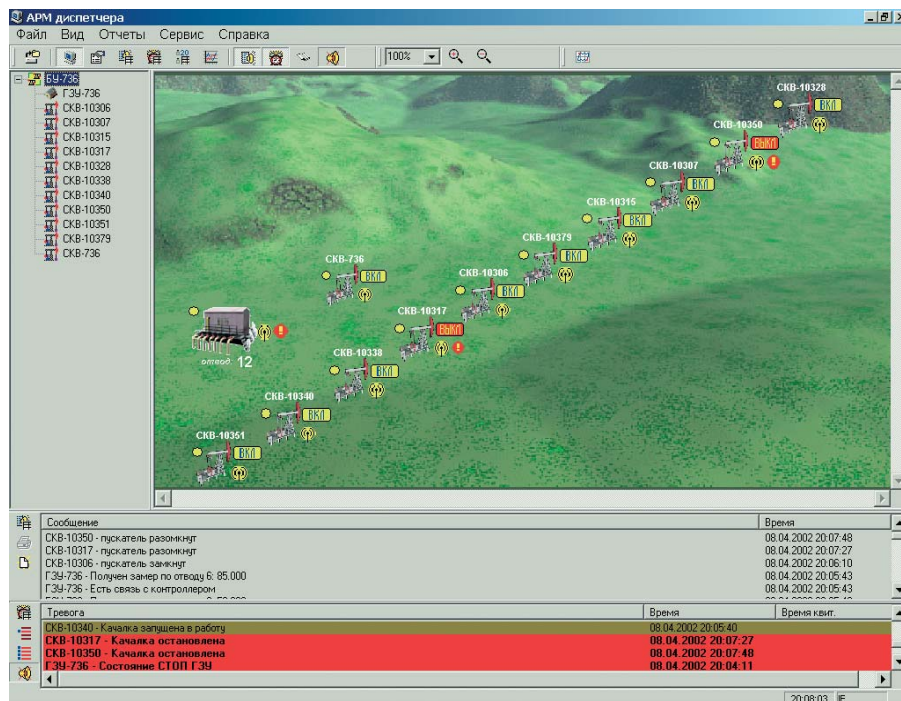 АРМ диспетчера
Файл Вид Отчеты Сервис Справка
100%
БУ-736
ГЗУ-736
СКВ-10306
СКВ-10307
СКВ-10315
СКВ-10317
СКВ-10328
СКВ-10338
СКВ-10340
СКВ-10350
СКВ-10351
СКВ-10379
СКВ-736
СКВ-10328
ВКЛ
СКВ-10350
ВЫКЛ
СКВ-10307
ВКЛ
СКВ-10315
ВКЛ
СКВ-10379
ВКЛ
СКВ-736
ВКЛ
СКВ-10306
ВКЛ
СКВ-10317
ВЫКЛ
отвод: 12
СКВ-10338
ВКЛ
СКВ-10340
ВКЛ
СКВ-10351
ВКЛ
Сообщение Время
СКВ-10350 - пускатель разомкнут 08.04.2002 20:07:48
СКВ-10317 - пускатель разомкнут 08.04.2002 20:07:27
СКВ-10306 - пускатель замкнут 08.04.2002 20:06:10
ГЗУ-736 - Получен замер по отводу 6: 85.000 08.04.2002 20:05:43
ГЗУ-736 - Есть связь с контроллером 08.04.2002 20:05:43
Тревога Время Время квит.
СКВ-10340 - Качалка запущена в работу 08.04.2002 20:05:40
СКВ-10317 - Качалка остановлена 08.04.2002 20:07:27
СКВ-10350 - Качалка остановлена 08.04.2002 20:07:48
ГЗУ-736 - Состояние СТОП ГЗУ 08.04.2002 20:04:11
20:08:03